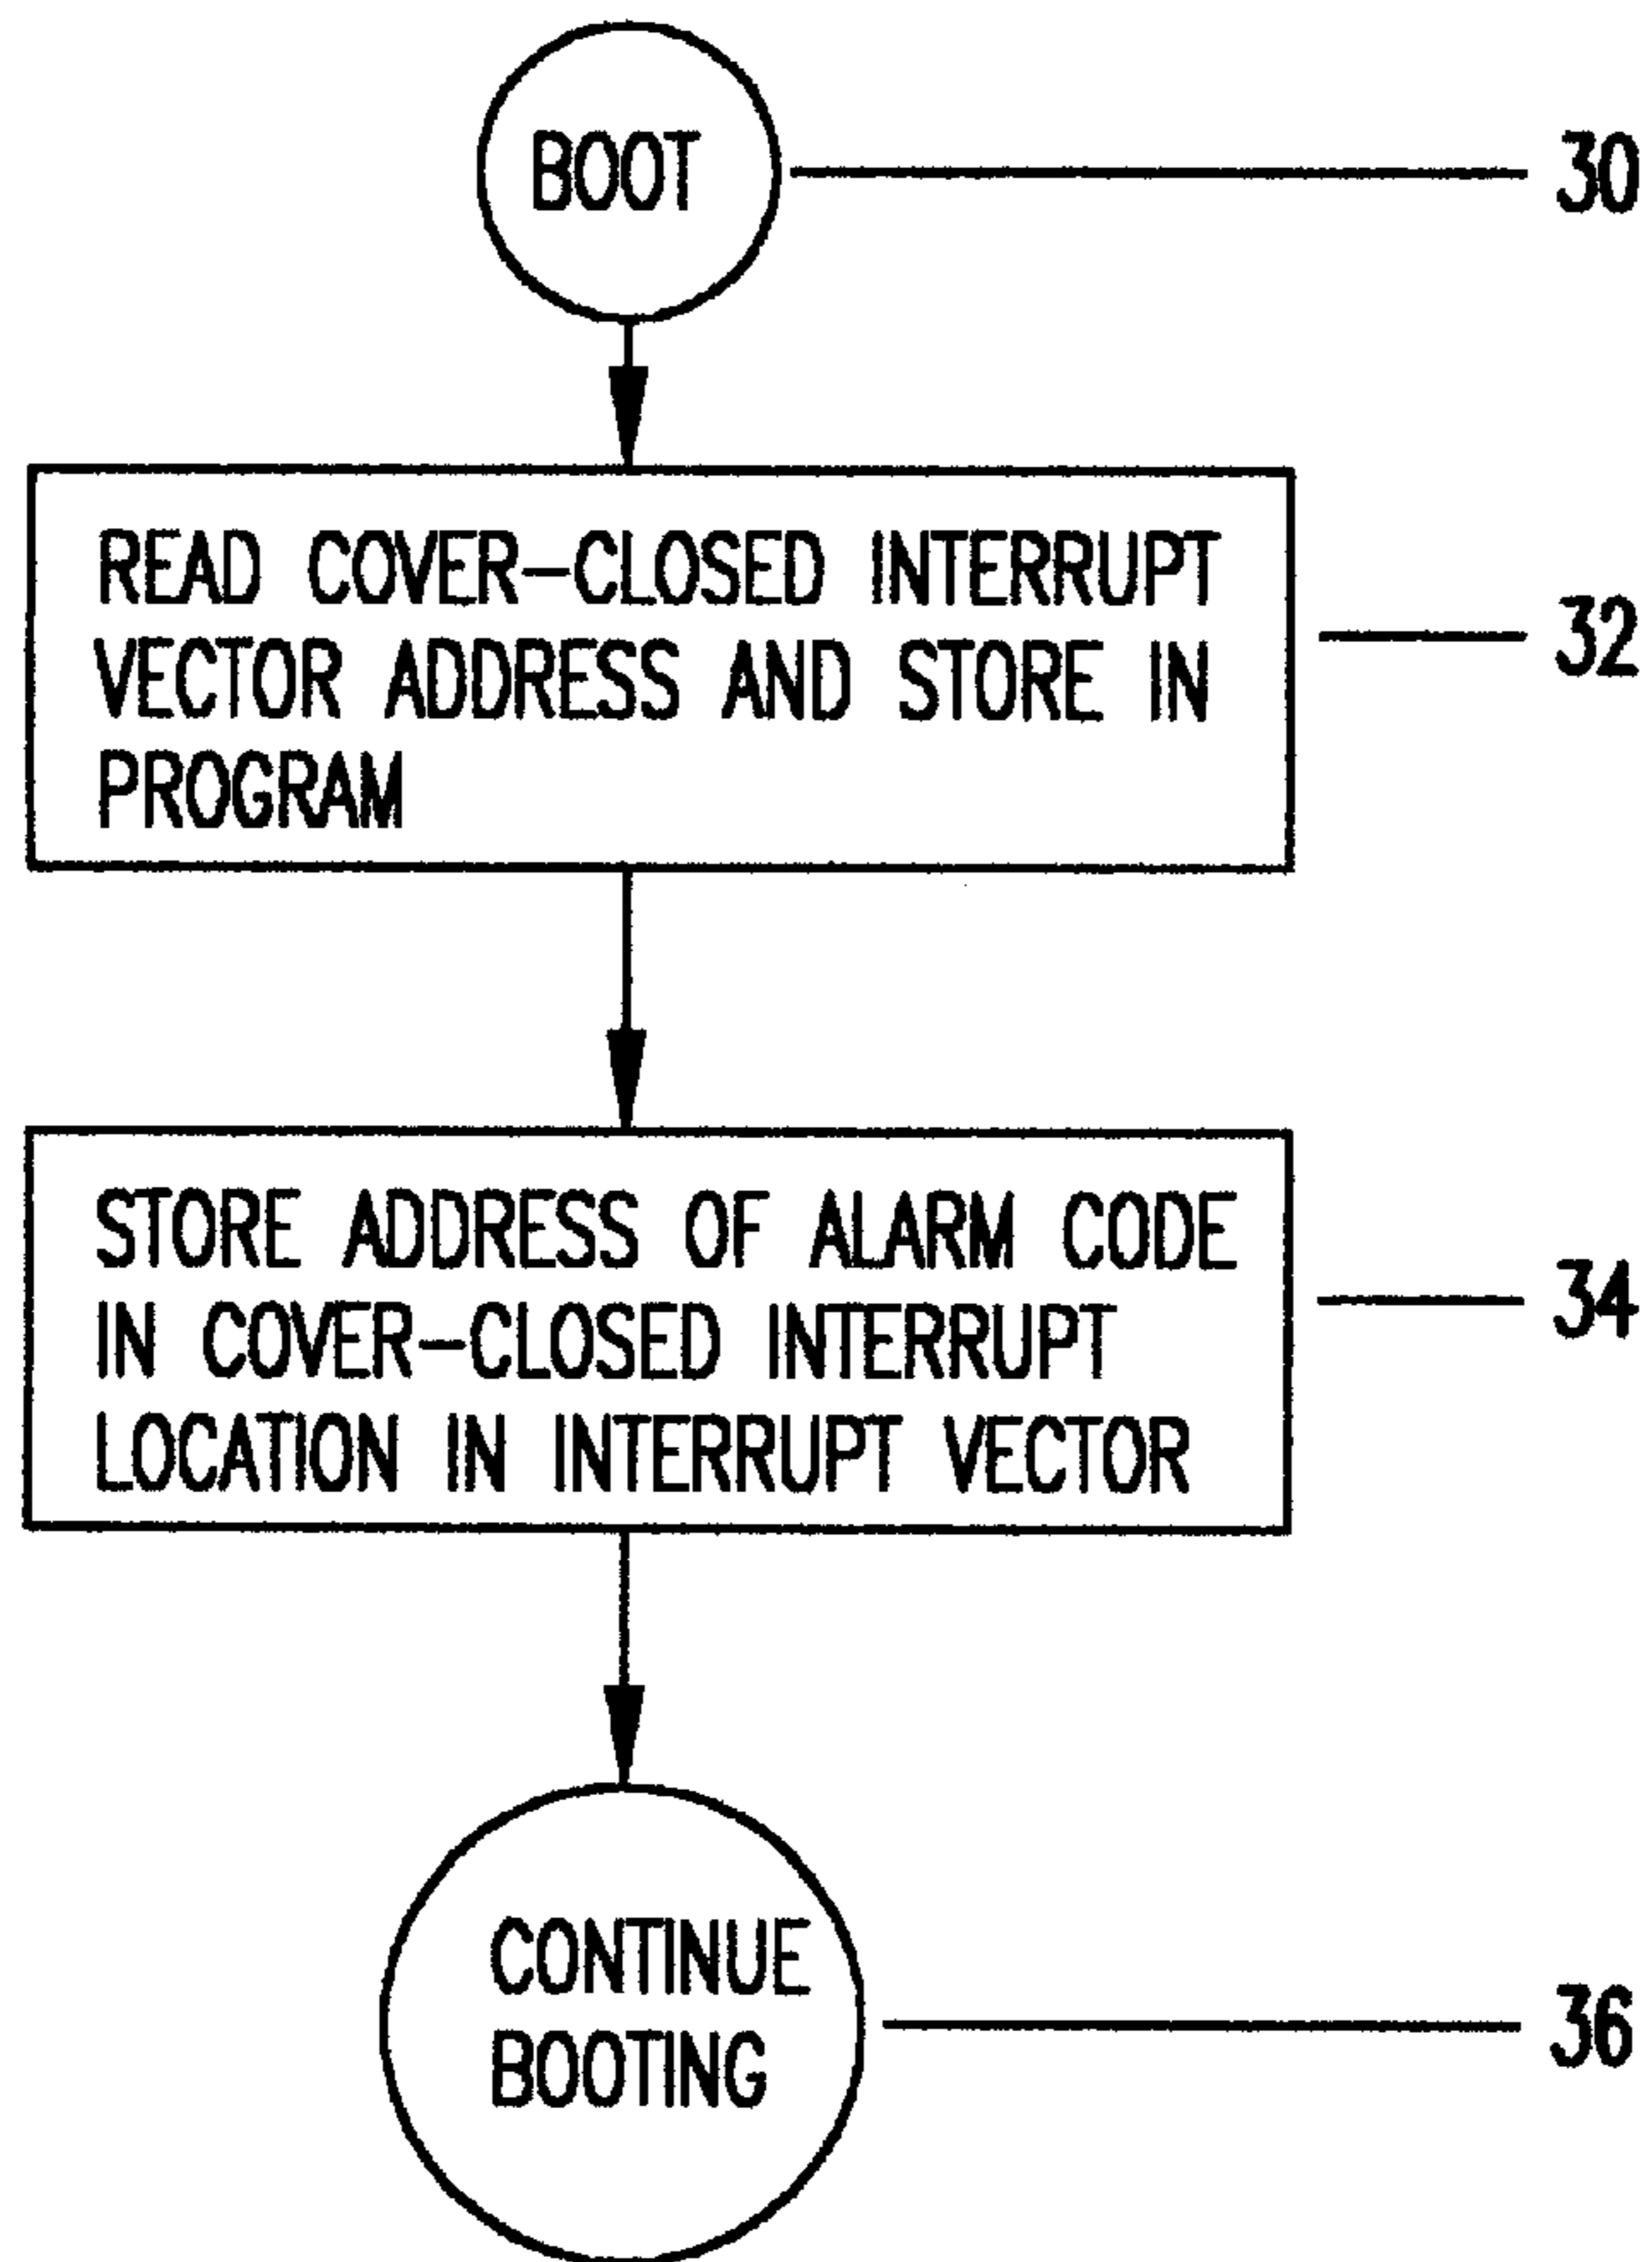 BOOT
30
READ COVER-CLOSED INTERRUPT
VECTOR ADDRESS AND STORE IN
PROGRAM
32
STORE ADDRESS OF ALARM CODE
IN COVER-CLOSED INTERRUPT
LOCATION IN INTERRUPT VECTOR
34
CONTINUE
BOOTING
36